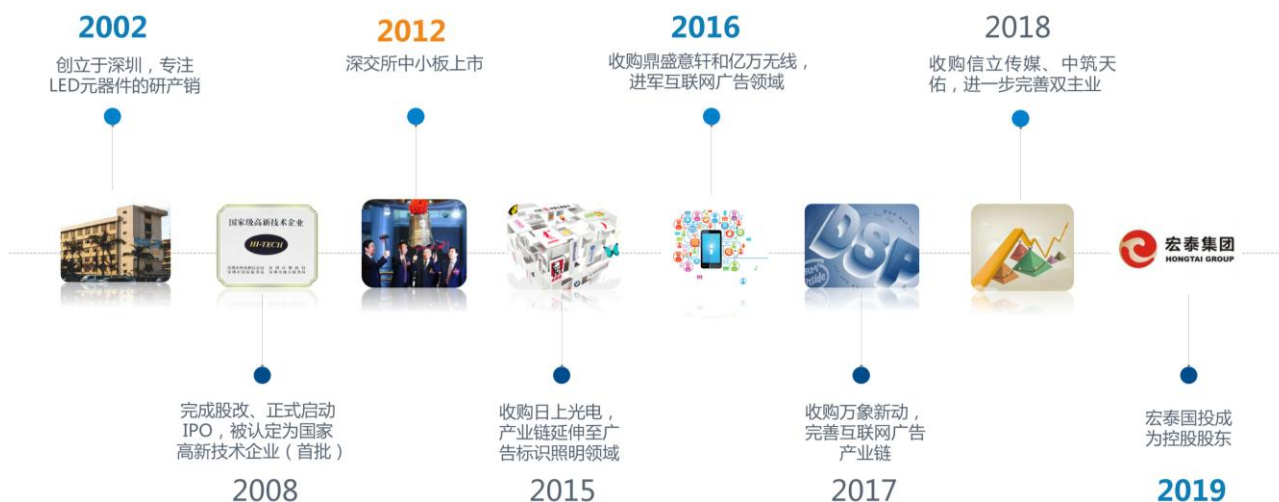 2002
创立于深圳，专注
LED元器件的研产销
2012
深交所中小板上市
2016
收购鼎盛意轩和亿万无线，
进军互联网广告领域
2018
收购信立传媒、中筑天
佑，进一步完善双主业
国家级高新技术企业
HI-TECH
DSP
宏泰集团
HONGTAI GROUP
完成股改、正式启动
IPO，被认定为国家
高新技术企业（首批）
2008
收购日上光电，
产业链延伸至广
告标识照明领域
2015
收购万象新动，
完善互联网广告
产业链
2017
宏泰国投成
为控股股东
2019